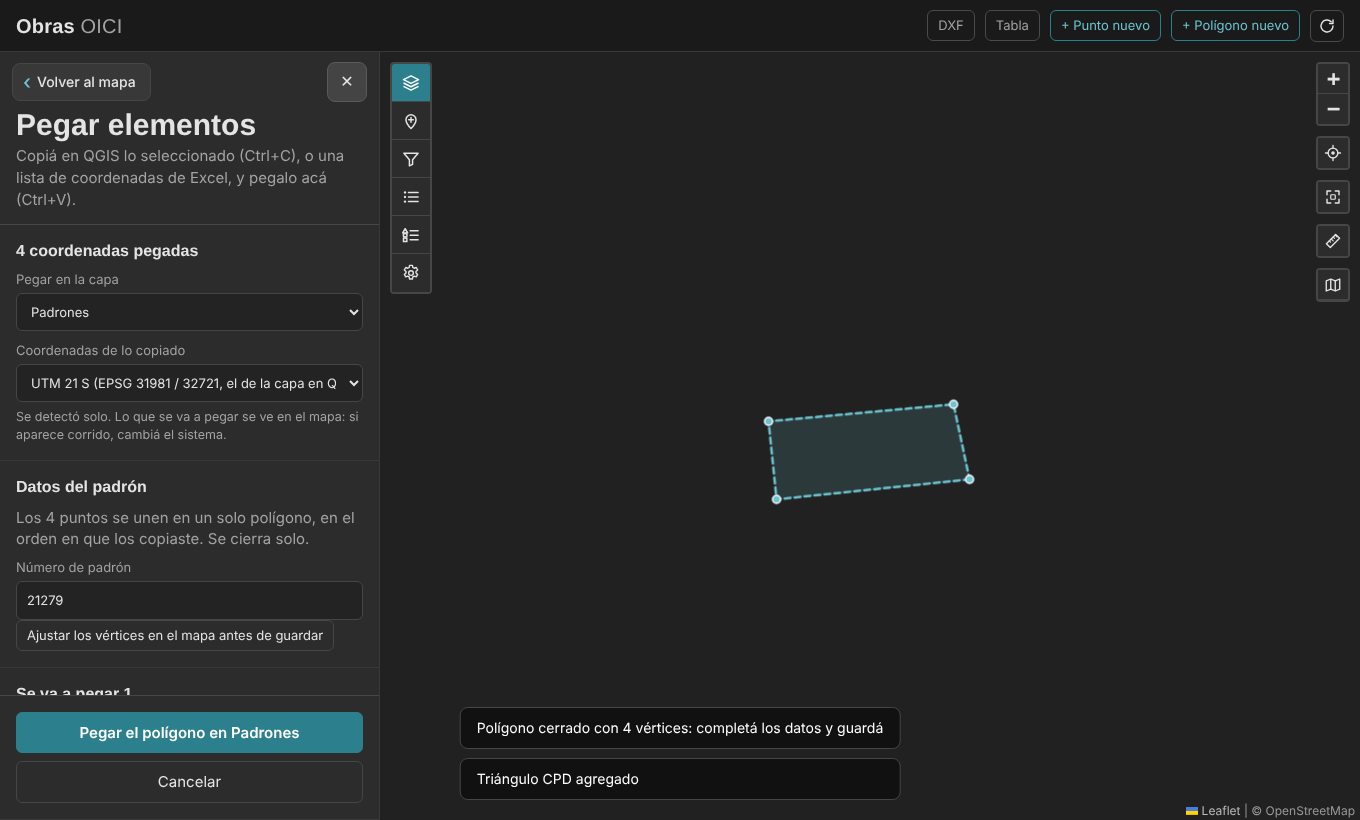 Obras OICI
DXF
Tabla
+ Punto nuevo
+ Polígono nuevo
Volver al mapa
Pegar elementos
Copiá en QGIS lo seleccionado (Ctrl+C), o una
lista de coordenadas de Excel, y pegalo acá
(Ctrl+V).
4 coordenadas pegadas
Pegar en la capa
Padrones
Coordenadas de lo copiado
UTM 21 S (EPSG 31981 / 32721, el de la capa en Q
Se detectó solo. Lo que se va a pegar se ve en el mapa: si
aparece corrido, cambiá el sistema.
Datos del padrón
Los 4 puntos se unen en un solo polígono, en el
orden en que los copiaste. Se cierra solo.
Número de padrón
21279
Ajustar los vértices en el mapa antes de guardar
Se va a pegar 1
Pegar el polígono en Padrones
Cancelar
Polígono cerrado con 4 vértices: completá los datos y guardá
Triángulo CPD agregado
Leaflet | © OpenStreetMap